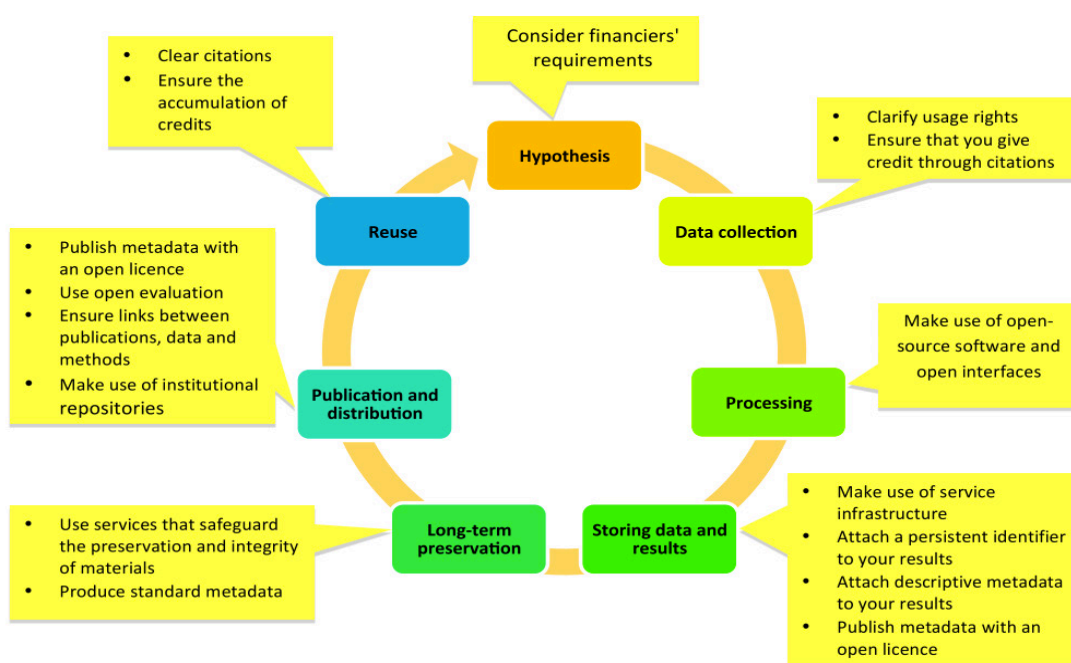 Consider financiers'
requirements
• Clear citations
• Ensure the
accumulation of
credits
Hypothesis
• Clarify usage rights
• Ensure that you give
credit through citations
Reuse
Data collection
• Publish metadata with
an open licence
• Use open evaluation
• Ensure links between
publications, data and
methods
• Make use of institutional
repositories
Make use of open-
source software and
open interfaces
Publication and
distribution
Processing
• Use services that safeguard
the preservation and integrity
of materials
• Produce standard metadata
Long-term
preservation
Storing data and
results
• Make use of service
infrastructure
• Attach a persistent identifier
to your results
• Attach descriptive metadata
to your results
• Publish metadata with an
open licence